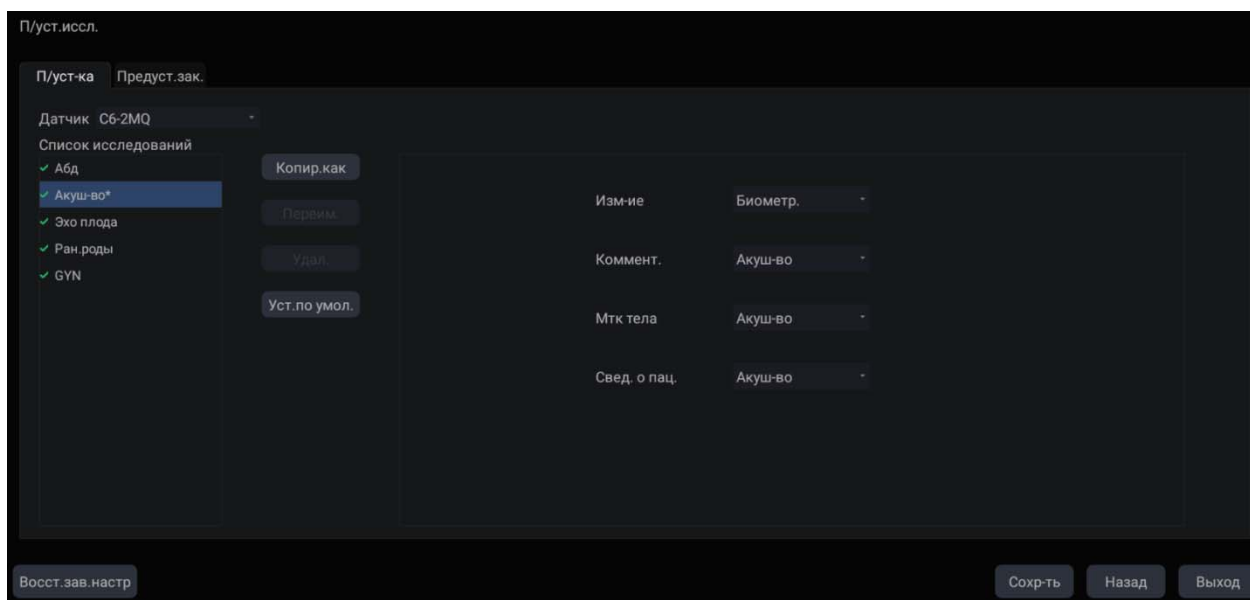 П/уст.иссл.
П/уст-ка Предуст.зак.
Датчик C6-2MQ
Список исследований
Абд
Акуш-во*
Эхо плода
Ран.роды
GYN
Копир.как
Переим.
Удал.
Уст.по умол.
Изм-ие Биометр.
Коммент. Акуш-во
Мтк тела Акуш-во
Свед. о пац. Акуш-во
Восст.зав.настр Сохр-ть Назад Выход